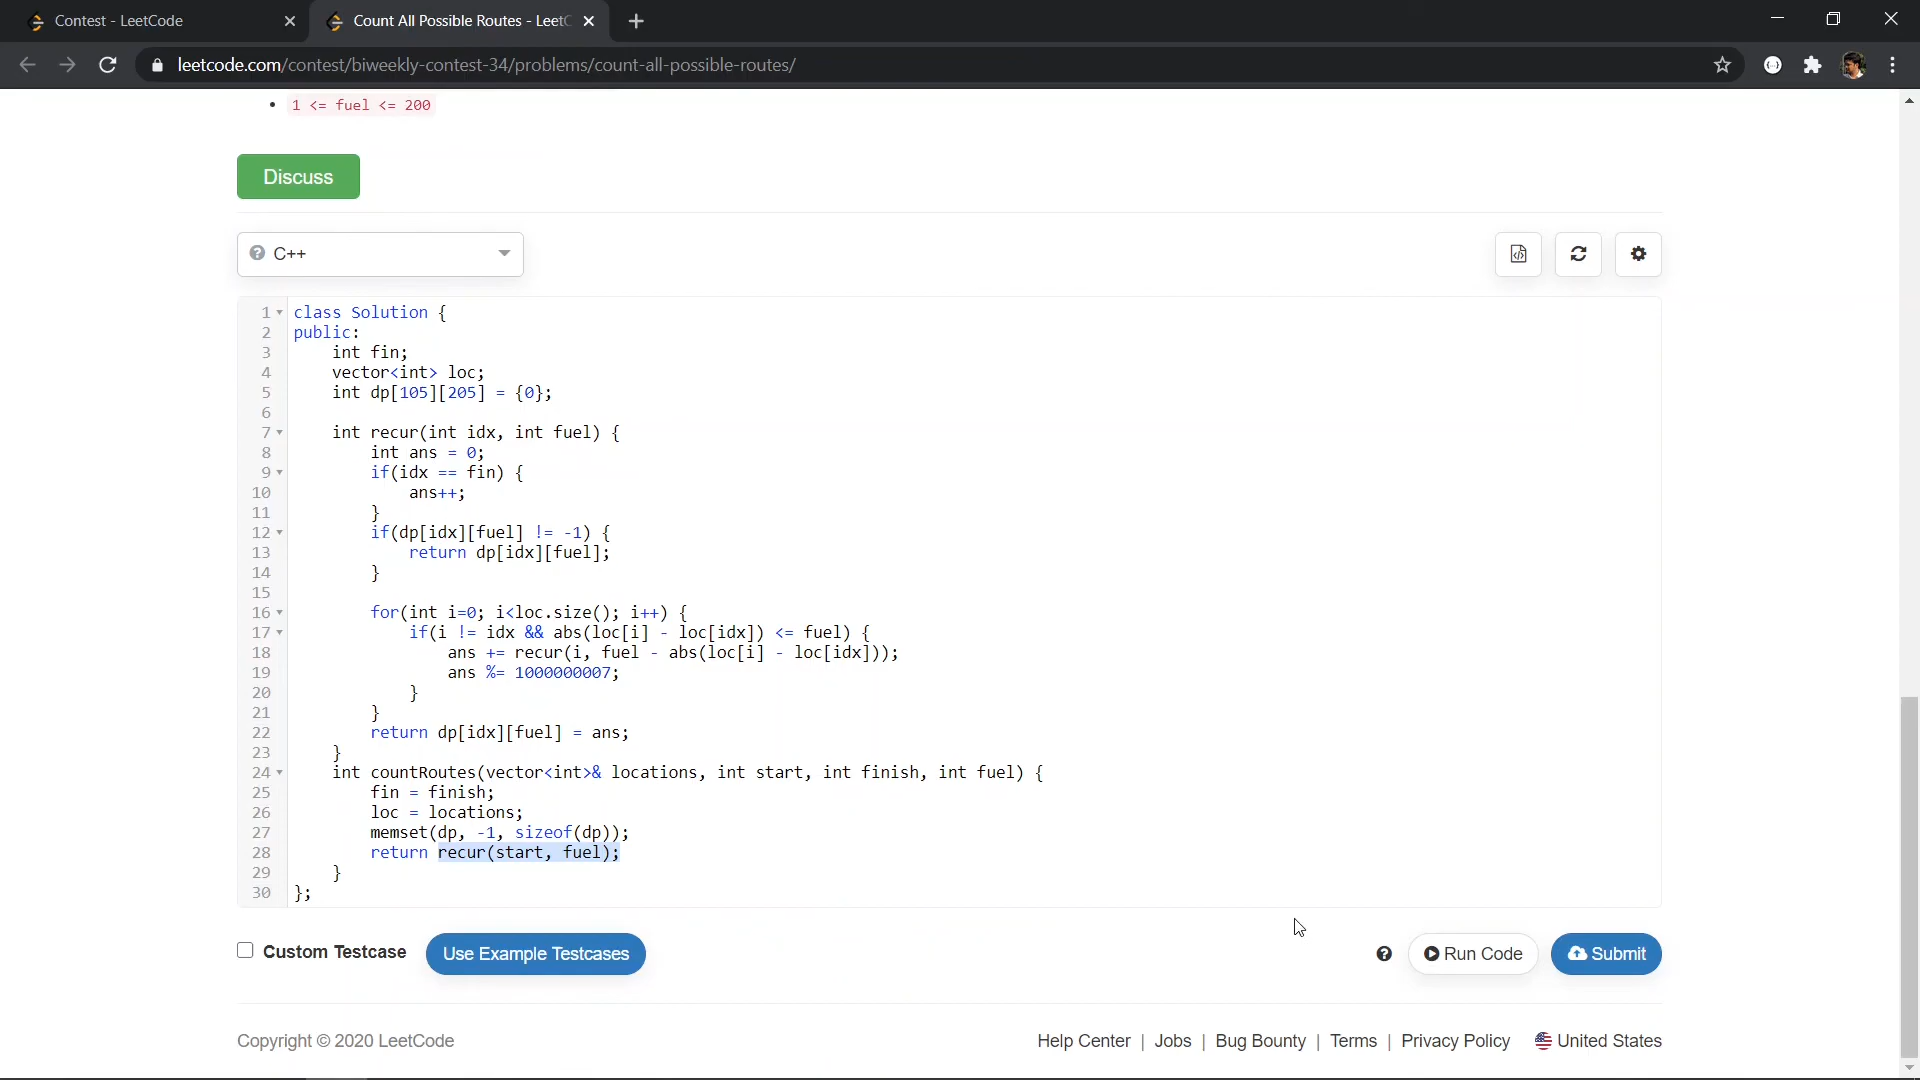 Contest - LeetCode
Count All Possible Routes - LeetC
leetcode.com/contest/biweekly-contest-34/problems/count-all-possible-routes/
1 <= fuel <= 200
Discuss
C++
1 class Solution {
2 public:
3 int fin;
4 vector<int> loc;
5 int dp[105][205] = {0};
6
7 int recur(int idx, int fuel) {
8 int ans = 0;
9 if(idx == fin) {
10 ans++;
11 }
12 if(dp[idx][fuel] != -1) {
13 return dp[idx][fuel];
14 }
15
16 for(int i=0; i<loc.size(); i++) {
17 if(i != idx && abs(loc[i] - loc[idx]) <= fuel) {
18 ans += recur(i, fuel - abs(loc[i] - loc[idx]));
19 ans %= 1000000007;
20 }
21 }
22 return dp[idx][fuel] = ans;
23 }
24 int countRoutes(vector<int>& locations, int start, int finish, int fuel) {
25 fin = finish;
26 loc = locations;
27 memset(dp, -1, sizeof(dp));
28 return recur(start, fuel);
29 }
30 };
Custom Testcase Use Example Testcases Run Code Submit
Copyright © 2020 LeetCode Help Center | Jobs | Bug Bounty | Terms | Privacy Policy United States